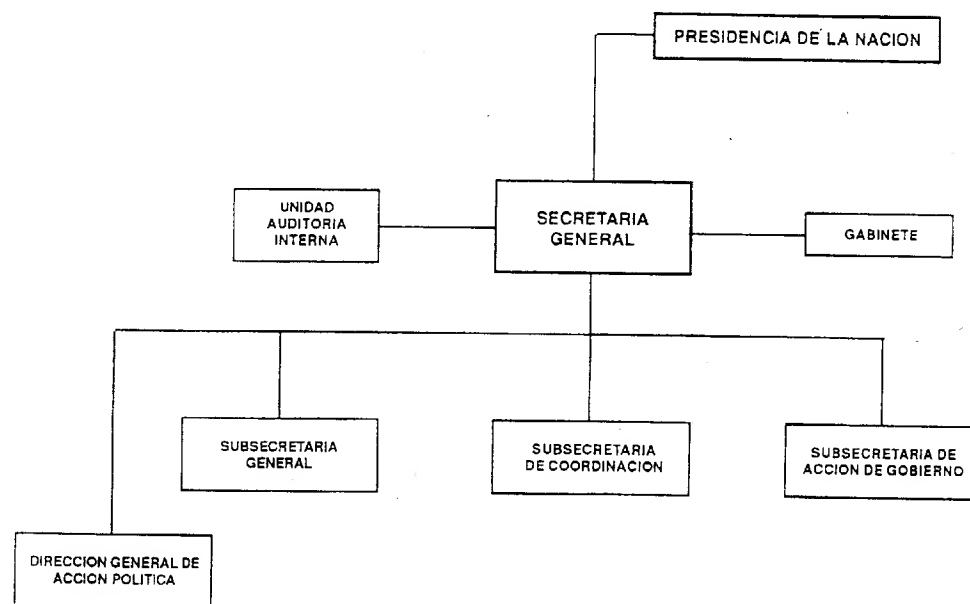 PRESIDENCIA DE LA NACION
UNIDAD
AUDITORIA
INTERNA
SECRETARIA
GENERAL
GABINETE
SUBSECRETARIA
GENERAL
SUBSECRETARIA
DE COORDINACION
SUBSECRETARIA DE
ACCION DE GOBIERNO
DIRECCION GENERAL DE
ACCION POLITICA